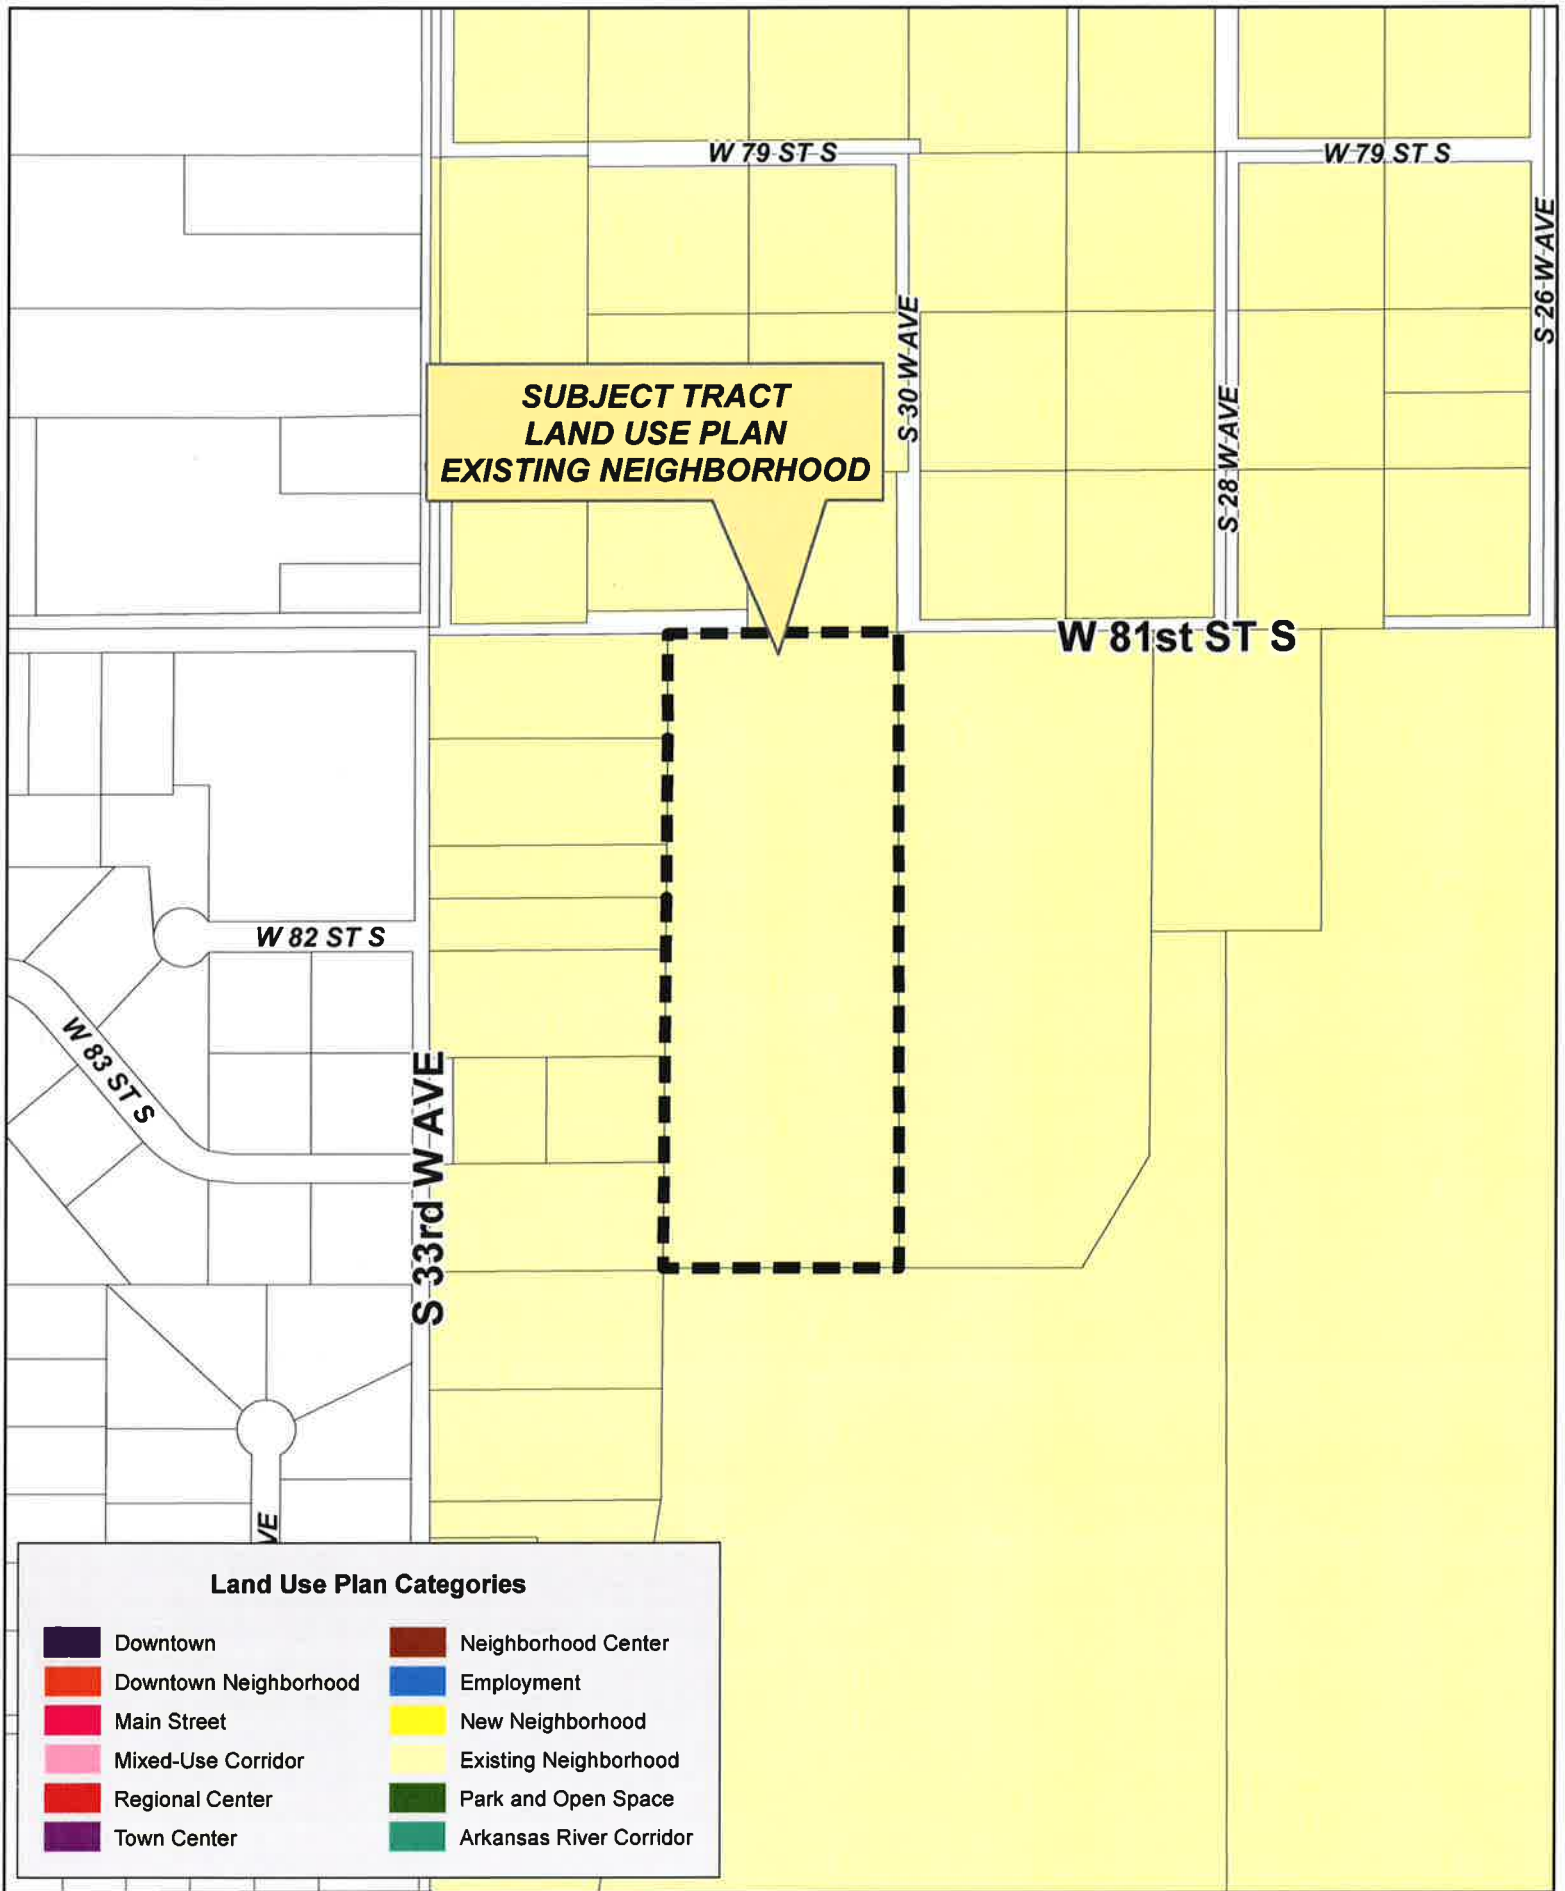 W 79 ST S
W 79 ST S
S 26 W AVE
S 30 W AVE
SUBJECT TRACT
LAND USE PLAN
EXISTING NEIGHBORHOOD
S 28 W AVE
W 81st ST S
W 82 ST S
W 83 ST S
S 33rd W AVE
VE
Land Use Plan Categories
Downtown
Downtown Neighborhood
Main Street
Mixed-Use Corridor
Regional Center
Town Center
Neighborhood Center
Employment
New Neighborhood
Existing Neighborhood
Park and Open Space
Arkansas River Corridor